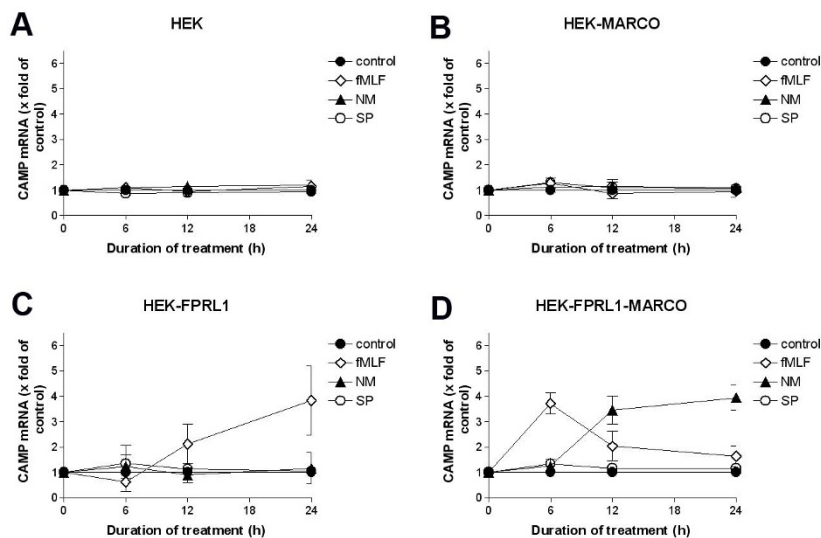 A
HEK
CAMP mRNA (x fold of
control)
6
5
4
3
2
1
0
0 6 12 18 24
Duration of treatment (h)
control
fMLF
NM
SP
B
HEK-MARCO
CAMP mRNA (x fold of
control)
6
5
4
3
2
1
0
0 6 12 18 24
Duration of treatment (h)
control
fMLF
NM
SP
C
HEK-FPRL1
CAMP mRNA (x fold of
control)
6
5
4
3
2
1
0
0 6 12 18 24
Duration of treatment (h)
control
fMLF
NM
SP
D
HEK-FPRL1-MARCO
CAMP mRNA (x fold of
control)
6
5
4
3
2
1
0
0 6 12 18 24
Duration of treatment (h)
control
fMLF
NM
SP